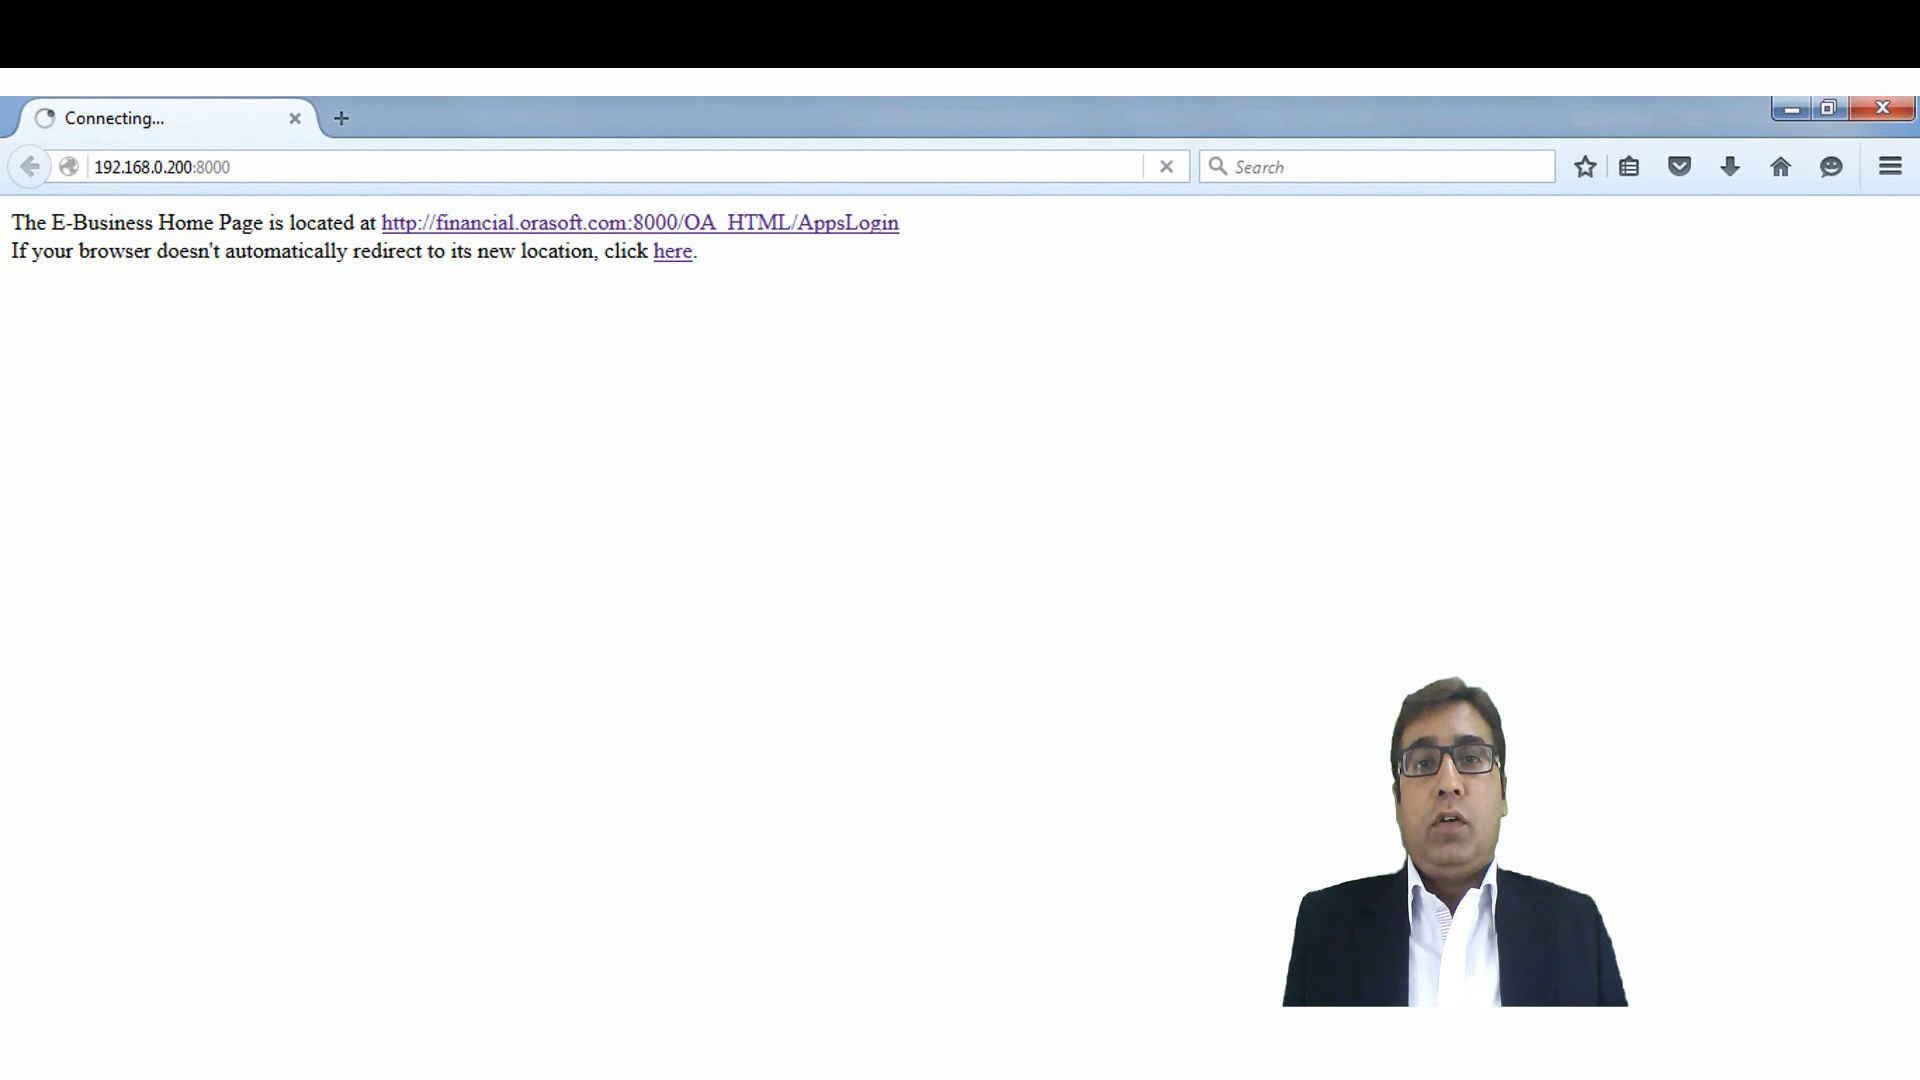 Connecting...
192.168.0.200:8000
Search
The E-Business Home Page is located at http://financial.orasoft.com:8000/OA_HTML/AppsLogin
If your browser doesn't automatically redirect to its new location, click here.